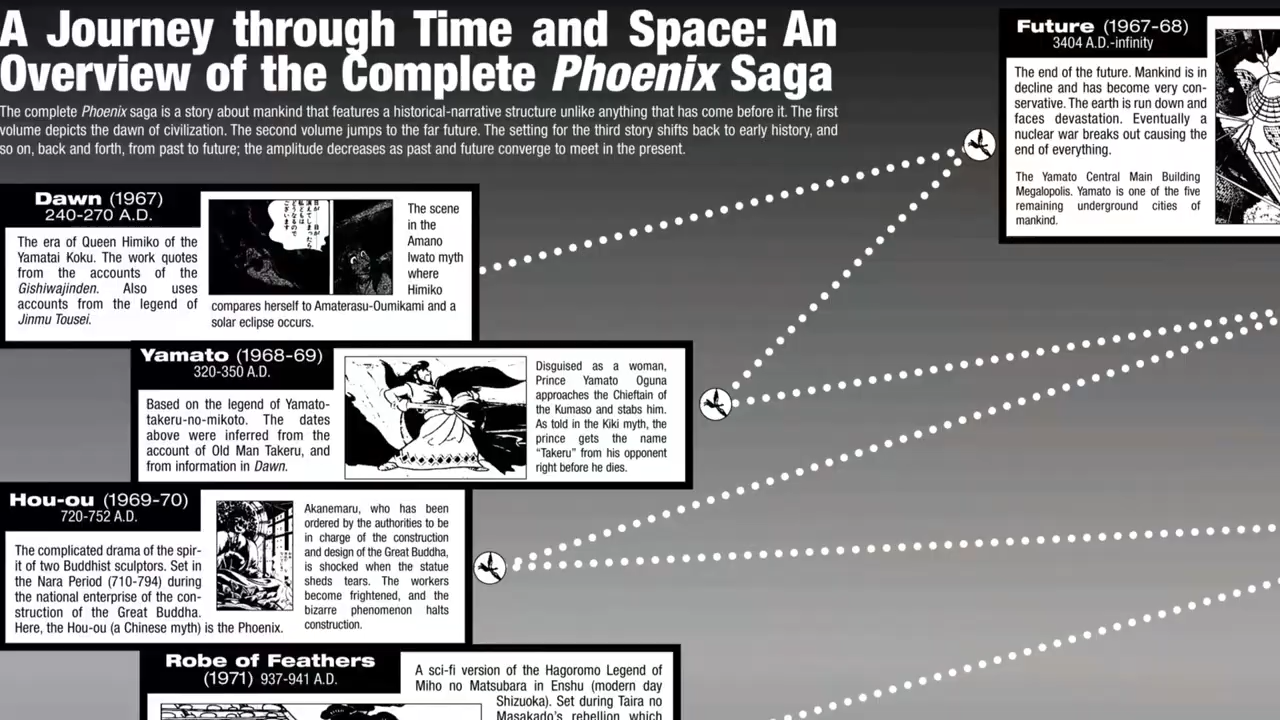 A Journey through Time and Space: An
Overview of the Complete Phoenix Saga
The complete Phoenix saga is a story about mankind that features a historical-narrative structure unlike anything that has come before it. The first
volume depicts the dawn of civilization. The second volume jumps to the far future. The setting for the third story shifts back to early history, and
so on, back and forth, from past to future; the amplitude decreases as past and future converge to meet in the present.
Future (1967-68)
3404 A.D.-infinity
The end of the future. Mankind is in
decline and has become very con-
servative. The earth is run down and
faces devastation. Eventually a
nuclear war breaks out causing the
end of everything.
The Yamato Central Main Building
Megalopolis. Yamato is one of the five
remaining underground cities of
mankind.
Dawn (1967)
240-270 A.D.
The era of Queen Himiko of the
Yamatai Koku. The work quotes
from the accounts of the
Gishiwajinden. Also uses
accounts from the legend of
Jinmu Tousei.
The scene
in the
Amano
Iwato myth
where
Himiko
compares herself to Amaterasu-Oumikami and a
solar eclipse occurs.
Yamato (1968-69)
320-350 A.D.
Based on the legend of Yamato-
takeru-no-mikoto. The dates
above were inferred from the
account of Old Man Takeru, and
from information in Dawn.
Disguised as a woman,
Prince Yamato Oguna
approaches the Chieftain of
the Kumaso and stabs him.
As told in the Kiki myth, the
prince gets the name
“Takeru” from his opponent
right before he dies.
Hou-ou (1969-70)
720-752 A.D.
The complicated drama of the spir-
it of two Buddhist sculptors. Set in
the Nara Period (710-794) during
the national enterprise of the con-
struction of the Great Buddha.
Here, the Hou-ou (a Chinese myth) is the Phoenix.
Akanemaru, who has been
ordered by the authorities to be
in charge of the construction
and design of the Great Buddha,
is shocked when the statue
sheds tears. The workers
become frightened, and the
bizarre phenomenon halts
construction.
Robe of Feathers
(1971) 937-941 A.D.
A sci-fi version of the Hagoromo Legend of
Miho no Matsubara in Enshu (modern day
Shizuoka). Set during Taira no
Masakado's rebellion which